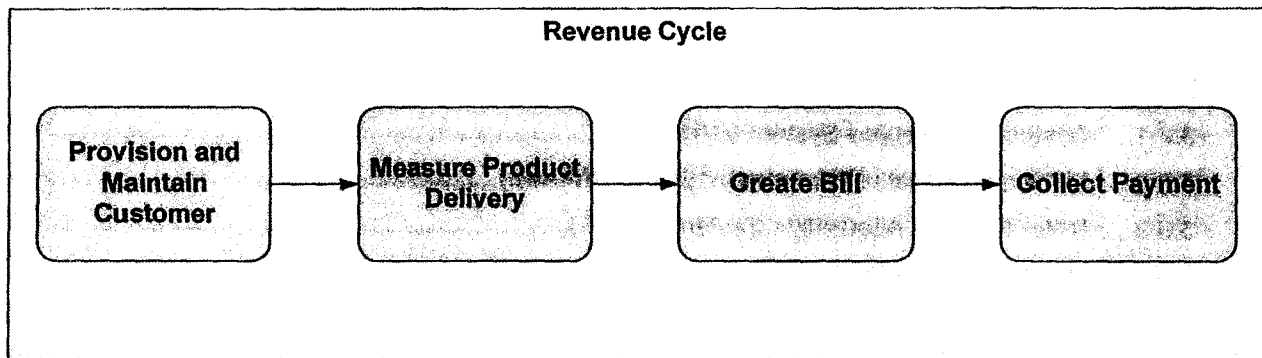 Revenue Cycle
Provision and
Maintain
Customer
Measure Product
Delivery
Create Bill
Collect Payment